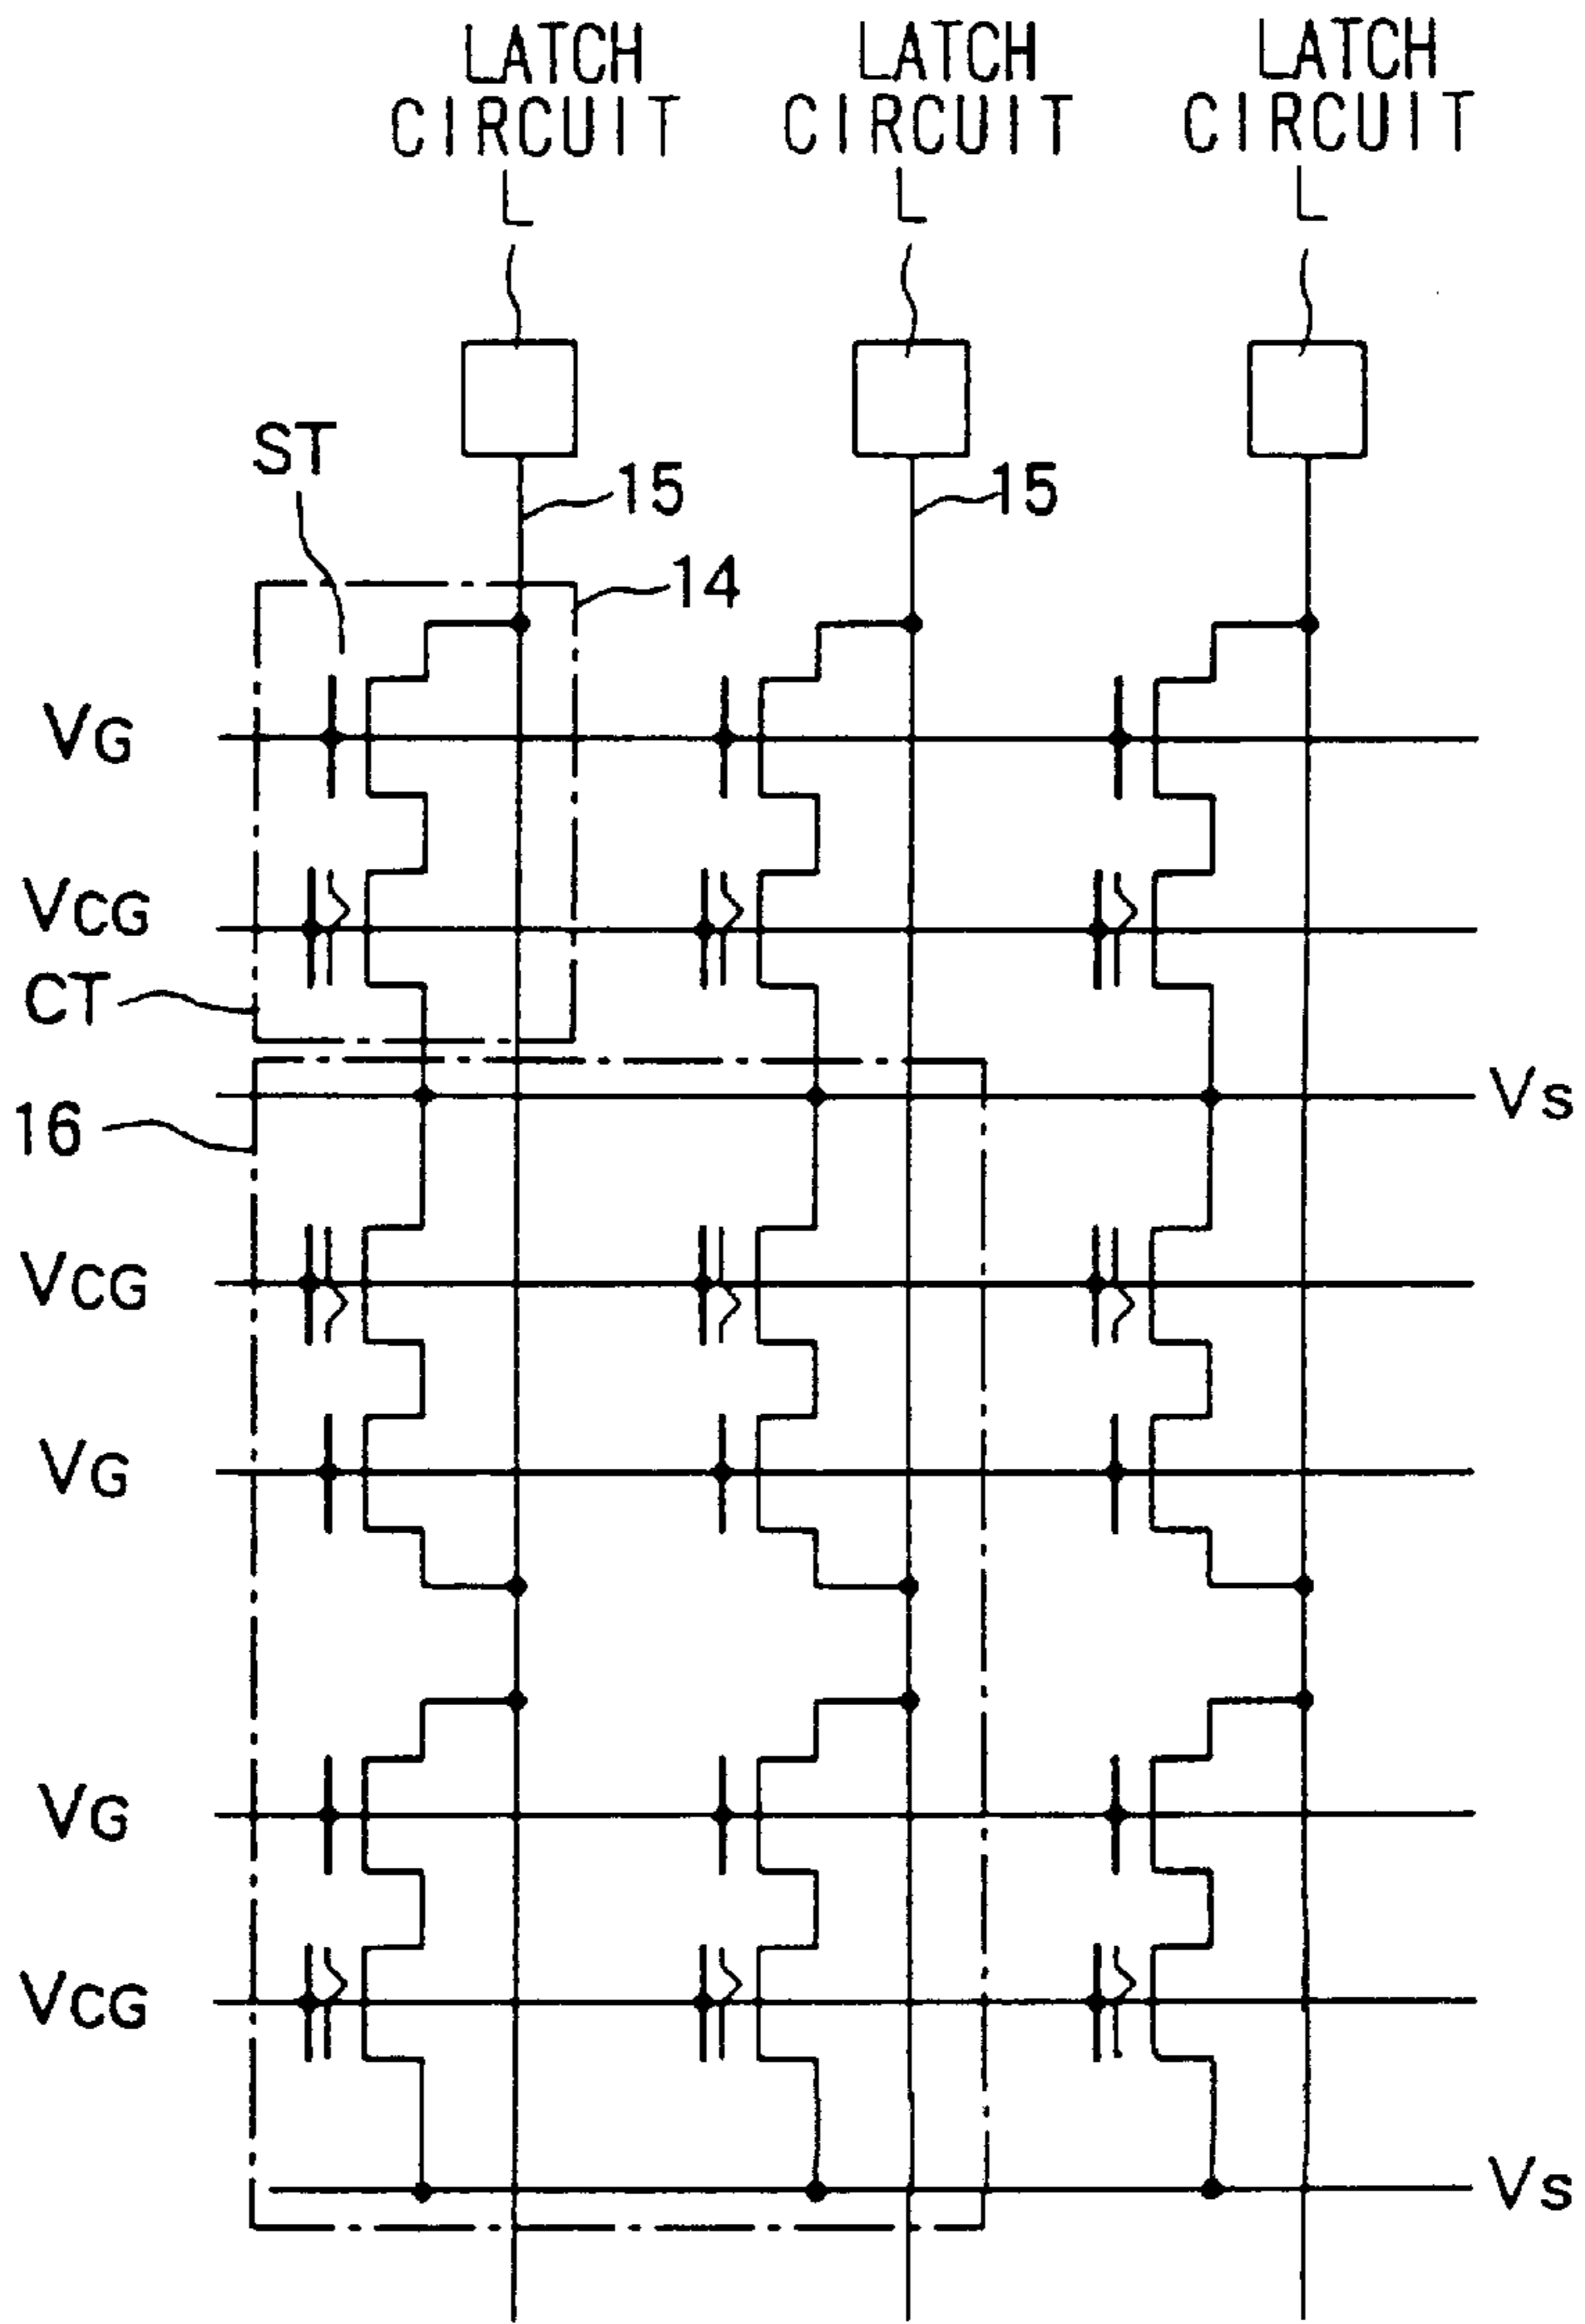 LATCH CIRCUIT L
LATCH CIRCUIT L
LATCH CIRCUIT L
ST
15
15
14
VG
VCG
CT
VS
16
VCG
VG
VG
VCG
VS